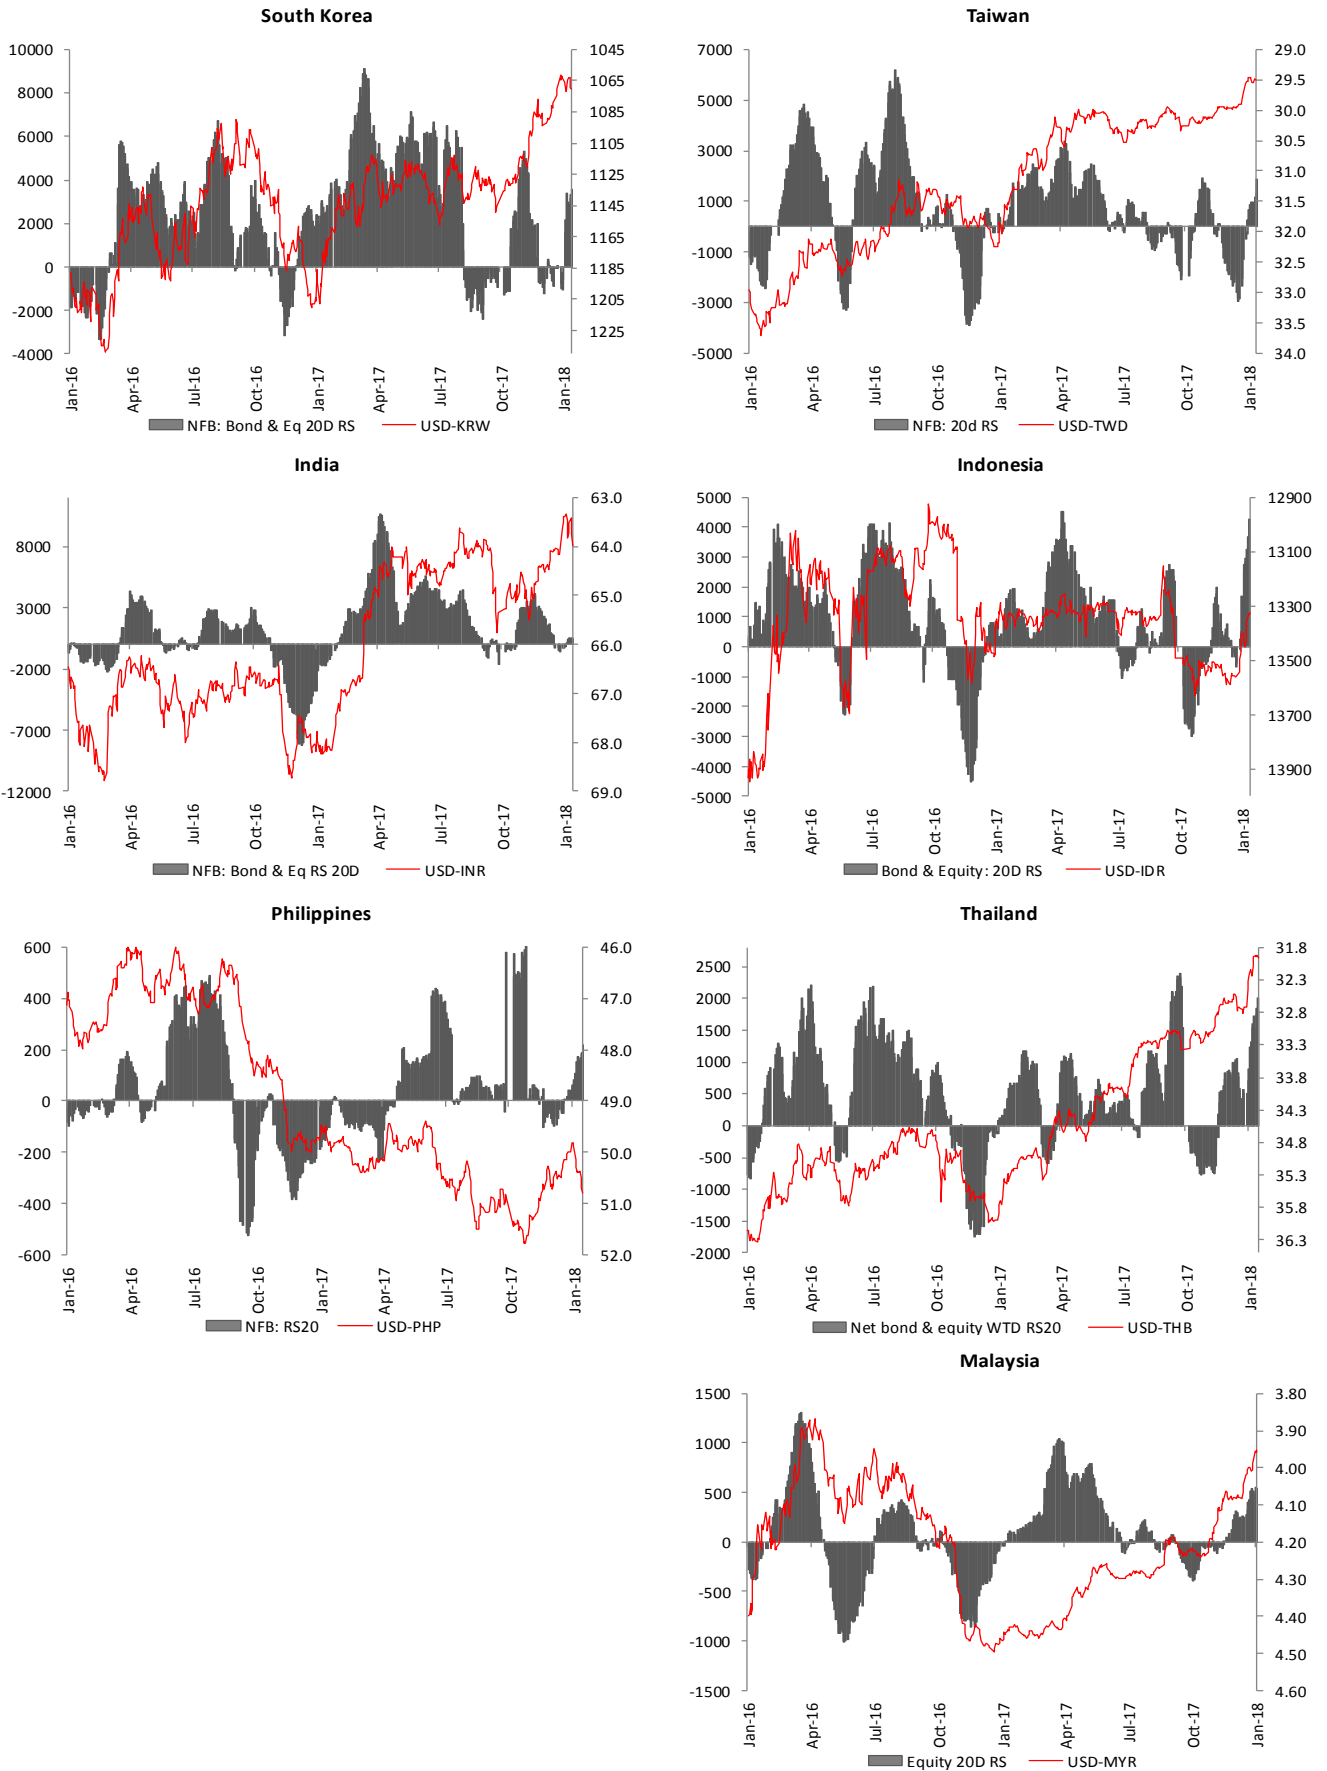 South Korea
10000
8000
6000
4000
2000
0
-2000
-4000
1045
1065
1085
1105
1125
1145
1165
1185
1205
1225
Jan-16
Apr-16
Jul-16
Oct-16
Jan-17
Apr-17
Jul-17
Oct-17
Jan-18
NFB: Bond & Eq 20D RS
USD-KRW
Taiwan
7000
5000
3000
1000
-1000
-3000
-5000
29.0
29.5
30.0
30.5
31.0
31.5
32.0
32.5
33.0
33.5
34.0
Jan-16
Apr-16
Jul-16
Oct-16
Jan-17
Apr-17
Jul-17
Oct-17
Jan-18
NFB: 20d RS
USD-TWD
India
8000
3000
-2000
-7000
-12000
63.0
64.0
65.0
66.0
67.0
68.0
69.0
Jan-16
Apr-16
Jul-16
Oct-16
Jan-17
Apr-17
Jul-17
Oct-17
Jan-18
NFB: Bond & Eq RS 20D
USD-INR
Indonesia
5000
4000
3000
2000
1000
0
-1000
-2000
-3000
-4000
-5000
12900
13100
13300
13500
13700
13900
Jan-16
Apr-16
Jul-16
Oct-16
Jan-17
Apr-17
Jul-17
Oct-17
Jan-18
Bond & Equity: 20D RS
USD-IDR
Philippines
600
400
200
0
-200
-400
-600
46.0
47.0
48.0
49.0
50.0
51.0
52.0
Jan-16
Apr-16
Jul-16
Oct-16
Jan-17
Apr-17
Jul-17
Oct-17
Jan-18
NFB: RS20
USD-PHP
Thailand
2500
2000
1500
1000
500
0
-500
-1000
-1500
-2000
31.8
32.3
32.8
33.3
33.8
34.3
34.8
35.3
35.8
36.3
Jan-16
Apr-16
Jul-16
Oct-16
Jan-17
Apr-17
Jul-17
Oct-17
Jan-18
Net bond & equity WTD RS20
USD-THB
Malaysia
1500
1000
500
0
-500
-1000
-1500
3.80
3.90
4.00
4.10
4.20
4.30
4.40
4.50
4.60
Jan-16
Apr-16
Jul-16
Oct-16
Jan-17
Apr-17
Jul-17
Oct-17
Jan-18
Equity 20D RS
USD-MYR